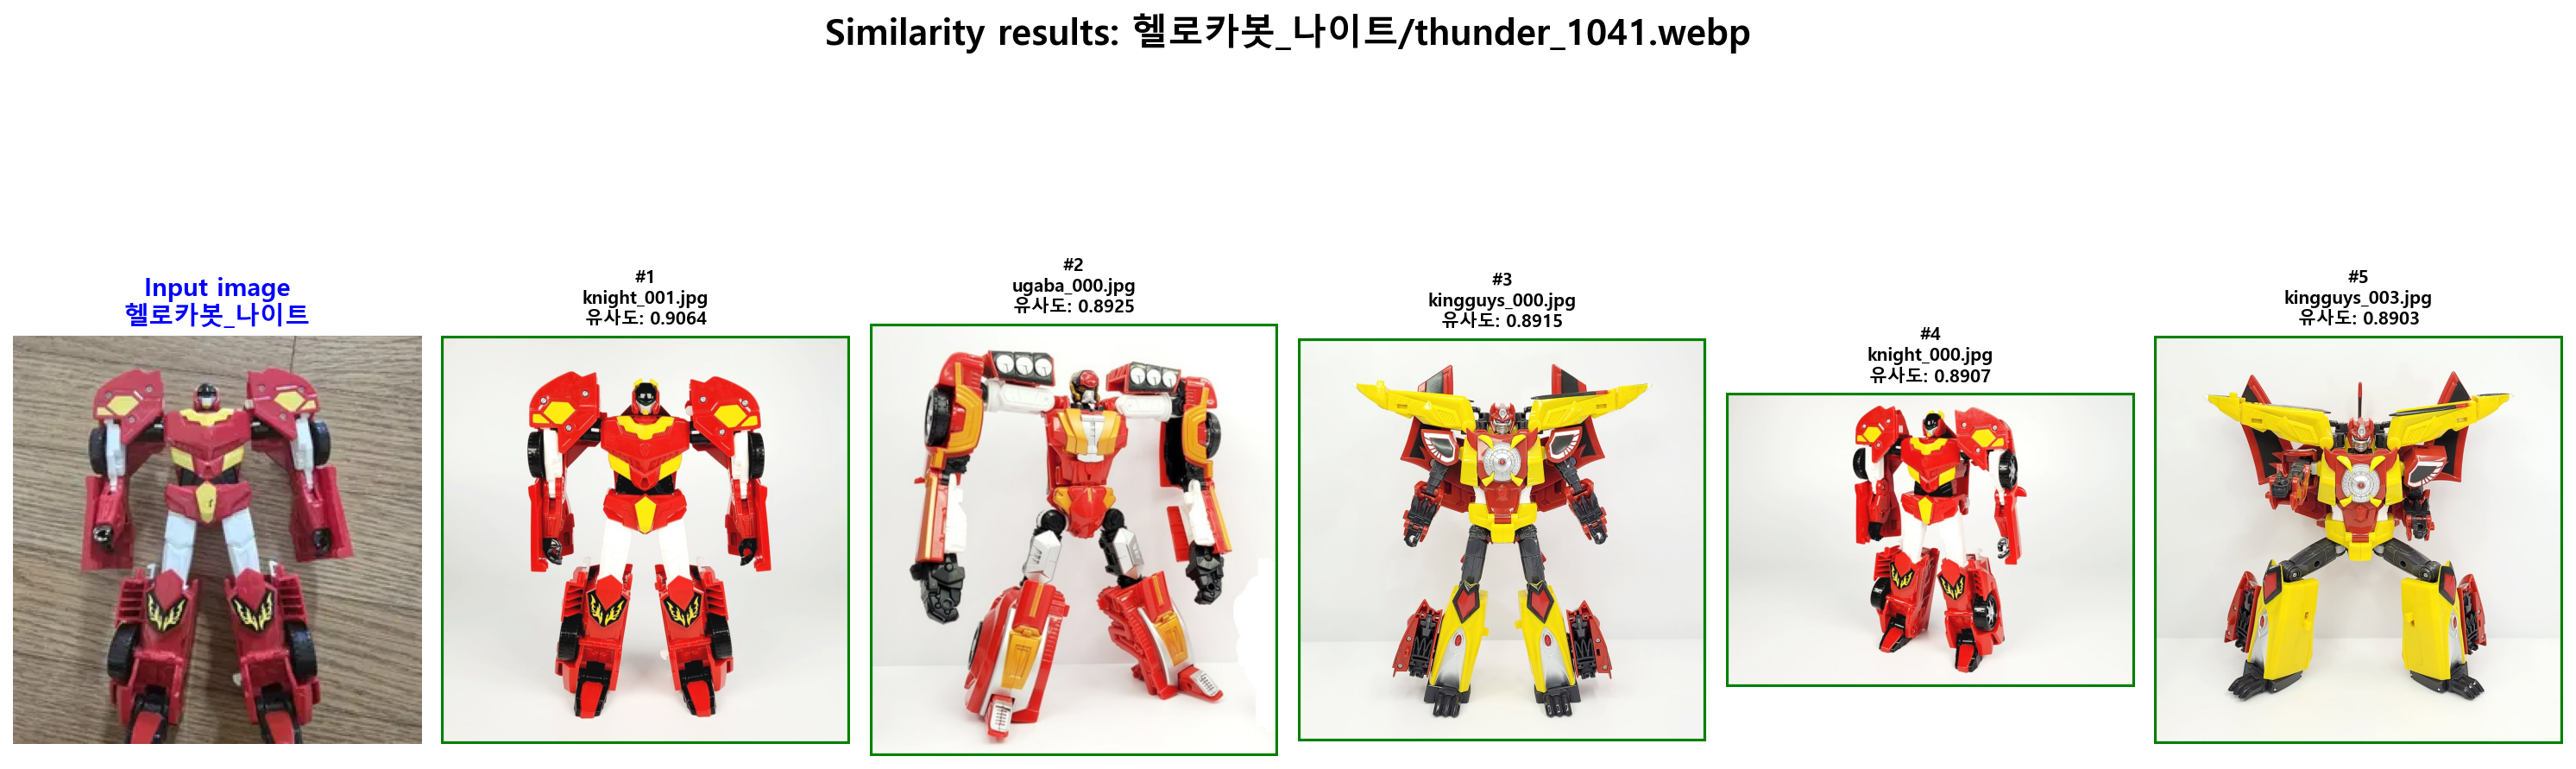 Similarity results: 헬로카봇_나이트/thunder_1041.webp
Input image
헬로카봇_나이트
#1
knight_001.jpg
유사도: 0.9064
#2
ugaba_000.jpg
유사도: 0.8925
#3
kingguys_000.jpg
유사도: 0.8915
#4
knight_000.jpg
유사도: 0.8907
#5
kingguys_003.jpg
유사도: 0.8903